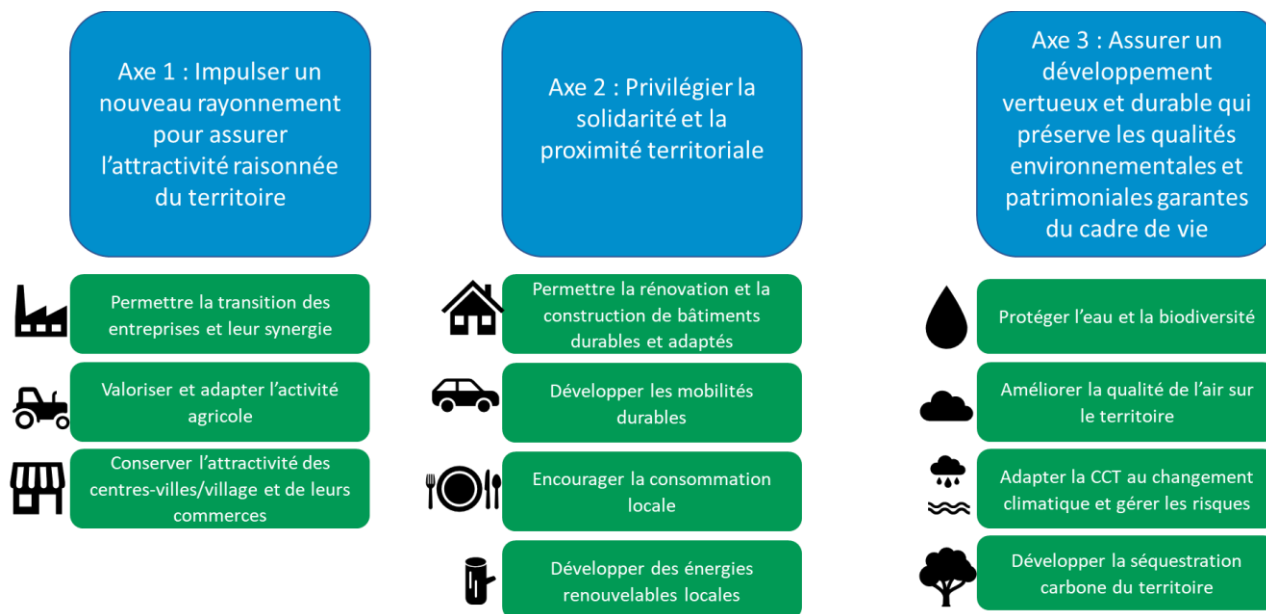 Axe 1 : Impulser un
nouveau rayonnement
pour assurer
l’attractivité raisonnée
du territoire
Permettre la transition des
entreprises et leur synergie
Valoriser et adapter l’activité
agricole
Conserver l’attractivité des
centres-villes/village et de leurs
commerces
Axe 2 : Privilégier la
solidarité et la
proximité territoriale
Permettre la rénovation et la
construction de bâtiments
durables et adaptés
Développer les mobilités
durables
Encourager la consommation
locale
Développer des énergies
renouvelables locales
Axe 3 : Assurer un
développement
vertueux et durable qui
préserve les qualités
environnementales et
patrimoniales garantes
du cadre de vie
Protéger l’eau et la biodiversité
Améliorer la qualité de l’air sur
le territoire
Adapter la CCT au changement
climatique et gérer les risques
Développer la séquestration
carbone du territoire